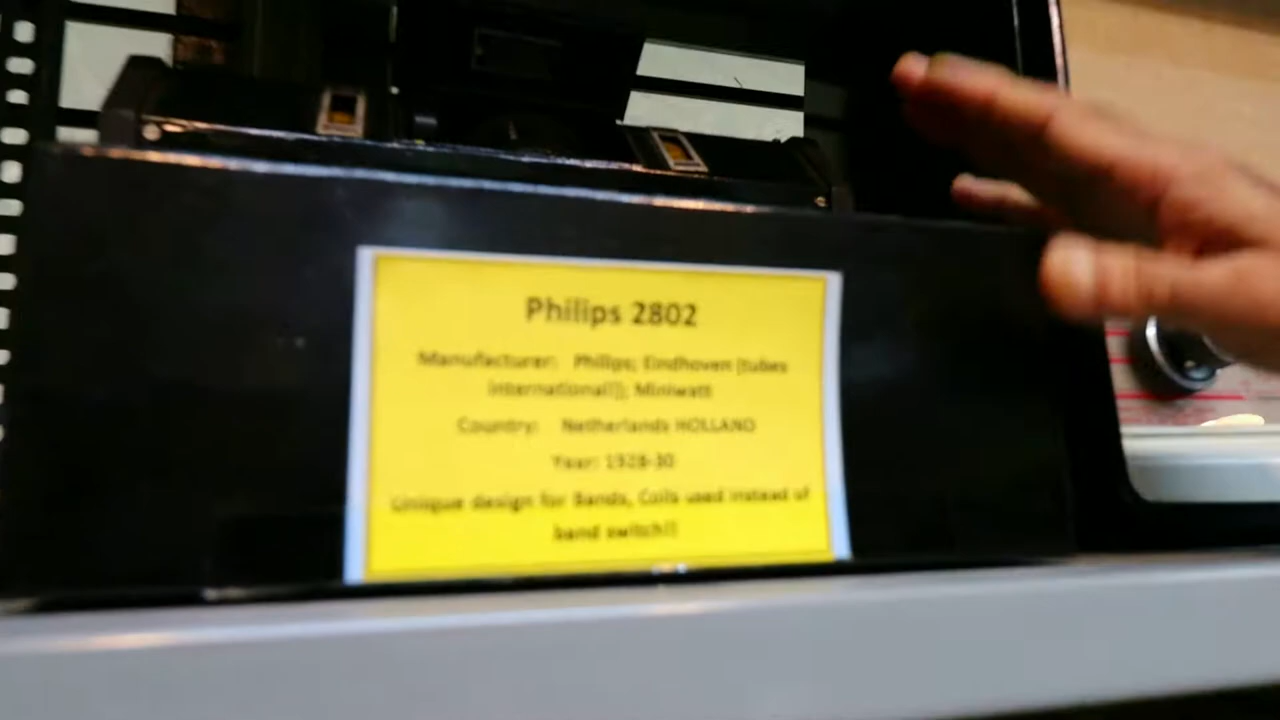 Philips 2802
Manufacturer: Philips; Eindhoven (tubes
international!); Miniwatt
Country: Netherlands HOLLAND
Year: 1928-30
Unique design for Bands, Coils used instead of
band switch!!